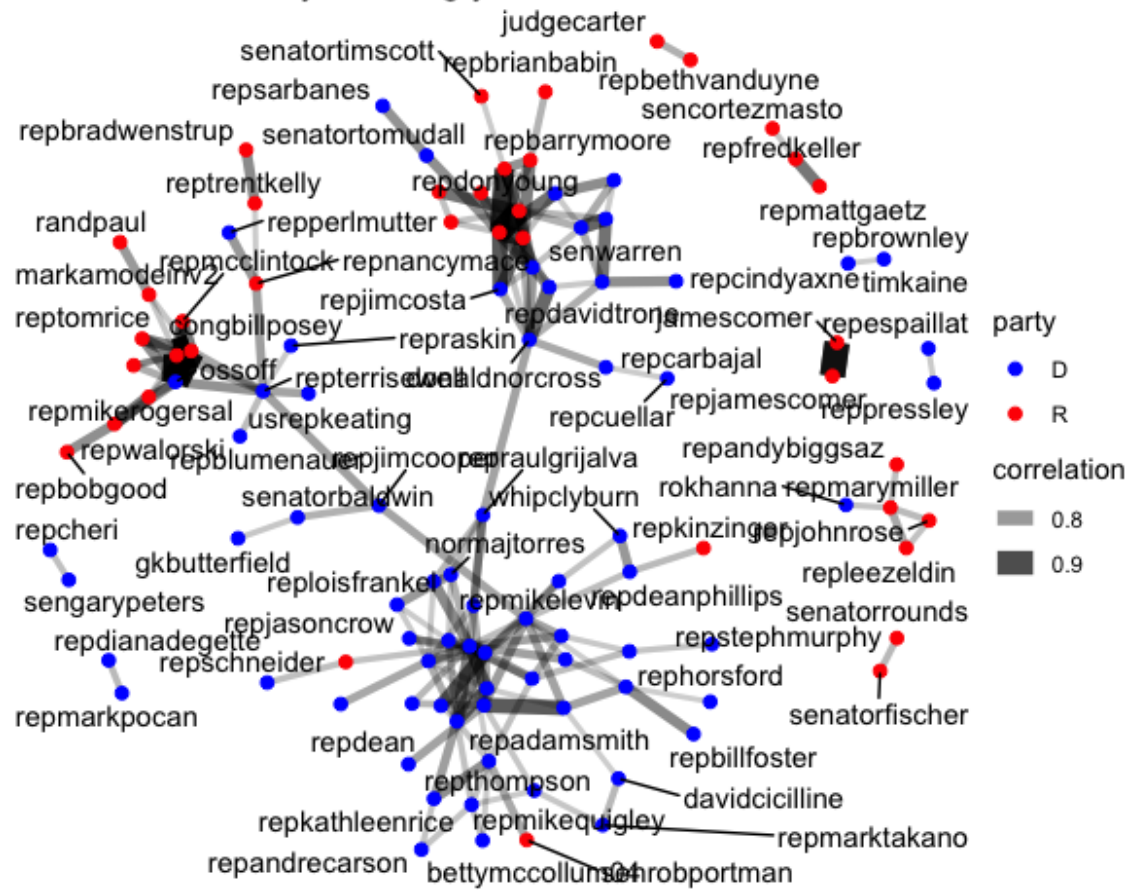 judgecarter
senatortimscott
repbrianbabin
repbethvanduyne
repsarbanes
sencortezmasto
repbradwenstrup
senatortomudall
repbarrymoore
repfredkeller
reptrentkelly
repdonyoung
randpaul
repperlmutter
repmattgaetz
repbrownley
repmcclintock
repnancymace
senwarren
markamodeinv2
repcindyaxne
timkaine
repjimcosta
reptomrice
congbillposey
repdavidtrone
jamescomer
repespaillat
party
repraskin
D
ossoff
repterrisewell
donaldnorcross
repcarbajal
repjamescomer
R
repmikerogersal
usrepkeating
repcuellar
reppressley
repwalorski
repblumenauer
repjimcooper
repraulgrijalva
repandybiggsaz
correlation
repbobgood
senatorbaldwin
whipclyburn
rokhanna
repmarymiller
0.8
repcheri
gkbutterfield
normajtorres
repkinzinger
repjohnrose
0.9
sengarypeters
reploisfrankel
repmikelevin
repdeanphillips
repleezeldin
senatorrounds
repdianadegette
repjasoncrow
repstephmurphy
repschneider
rephorsford
repmarkpocan
senatorfischer
repdean
repadamsmith
repbillfoster
repthompson
davidcicilline
repkathleenrice
repmikequigley
repmarktakano
repandrecarson
bettymccollum04
senrobportman